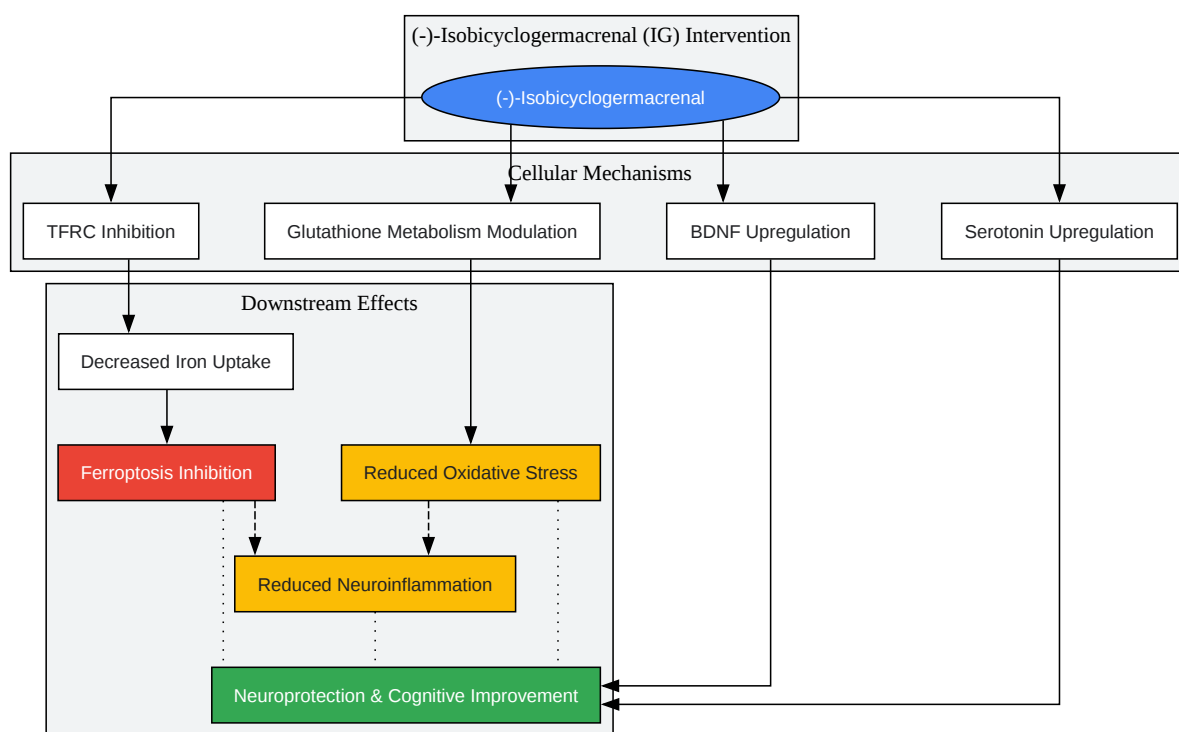 (-)-Isobicyclogermacrenal (IG) Intervention
(-)-Isobicyclogermacrenal
Cellular Mechanisms
TFRC Inhibition
Glutathione Metabolism Modulation
BDNF Upregulation
Serotonin Upregulation
Downstream Effects
Decreased Iron Uptake
Ferroptosis Inhibition
Reduced Oxidative Stress
Reduced Neuroinflammation
Neuroprotection & Cognitive Improvement